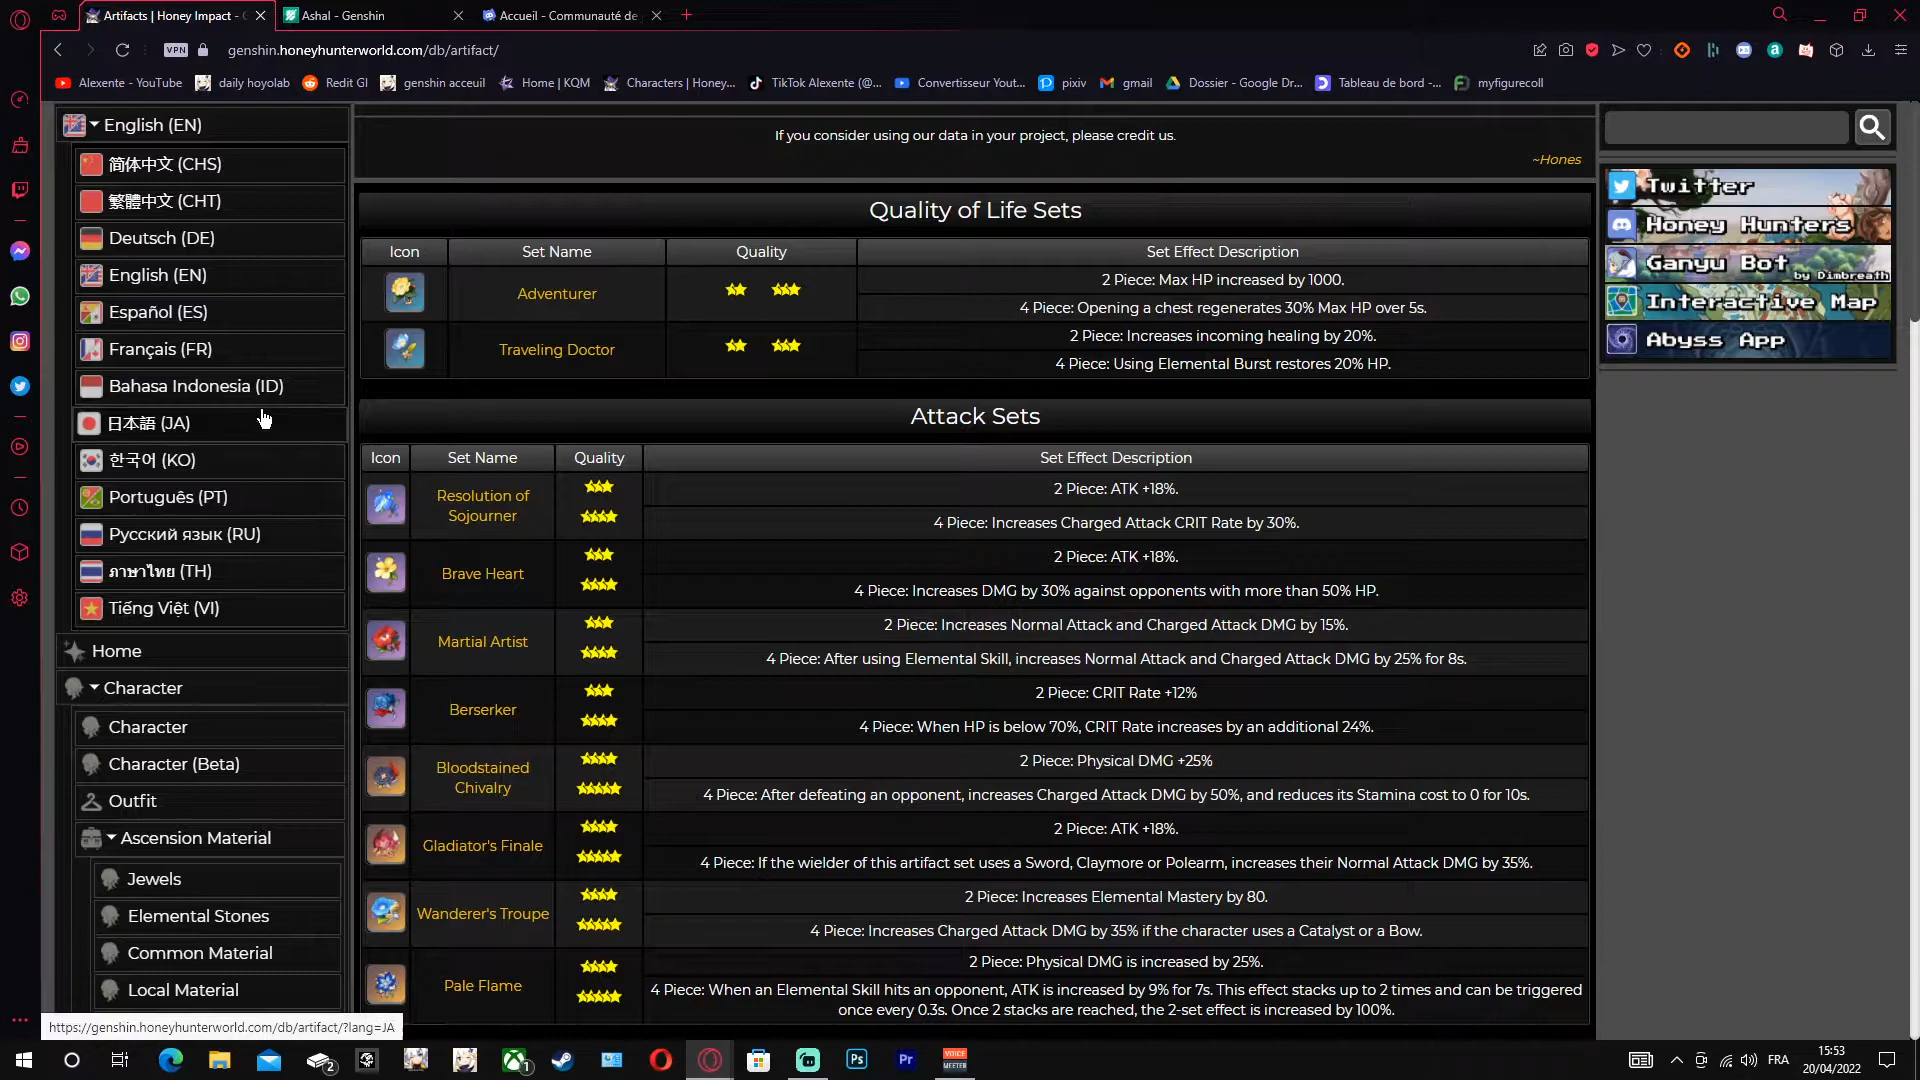 Artifacts | Honey Impact -
Ashal - Genshin
Accueil - Communauté de
VPN
genshin.honeyhunterworld.com/db/artifact/
Alexente - YouTube
daily hoyolab
Redit GI
genshin acceuil
Home | KQM
Characters | Honey...
TikTok Alexente (@...
Convertisseur Yout...
pixiv
gmail
Dossier - Google Dr...
Tableau de bord -...
myfigurecoll
English (EN)
简体中文 (CHS)
繁體中文 (CHT)
Deutsch (DE)
English (EN)
Español (ES)
Français (FR)
Bahasa Indonesia (ID)
日本語 (JA)
한국어 (KO)
Português (PT)
Русский язык (RU)
ภาษาไทย (TH)
Tiếng Việt (VI)
Home
Character
Character
Character (Beta)
Outfit
Ascension Material
Jewels
Elemental Stones
Common Material
Local Material
https://genshin.honeyhunterworld.com/db/artifact/?lang=JA
If you consider using our data in your project, please credit us.
~Hones
Quality of Life Sets
Icon Set Name Quality Set Effect Description
Adventurer
2 Piece: Max HP increased by 1000.
4 Piece: Opening a chest regenerates 30% Max HP over 5s.
Traveling Doctor
2 Piece: Increases incoming healing by 20%.
4 Piece: Using Elemental Burst restores 20% HP.
Attack Sets
Icon Set Name Quality Set Effect Description
Resolution of
Sojourner
2 Piece: ATK +18%.
4 Piece: Increases Charged Attack CRIT Rate by 30%.
Brave Heart
2 Piece: ATK +18%.
4 Piece: Increases DMG by 30% against opponents with more than 50% HP.
Martial Artist
2 Piece: Increases Normal Attack and Charged Attack DMG by 15%.
4 Piece: After using Elemental Skill, increases Normal Attack and Charged Attack DMG by 25% for 8s.
Berserker
2 Piece: CRIT Rate +12%
4 Piece: When HP is below 70%, CRIT Rate increases by an additional 24%.
Bloodstained
Chivalry
2 Piece: Physical DMG +25%
4 Piece: After defeating an opponent, increases Charged Attack DMG by 50%, and reduces its Stamina cost to 0 for 10s.
Gladiator's Finale
2 Piece: ATK +18%.
4 Piece: If the wielder of this artifact set uses a Sword, Claymore or Polearm, increases their Normal Attack DMG by 35%.
Wanderer's Troupe
2 Piece: Increases Elemental Mastery by 80.
4 Piece: Increases Charged Attack DMG by 35% if the character uses a Catalyst or a Bow.
Pale Flame
2 Piece: Physical DMG is increased by 25%.
4 Piece: When an Elemental Skill hits an opponent, ATK is increased by 9% for 7s. This effect stacks up to 2 times and can be triggered
once every 0.3s. Once 2 stacks are reached, the 2-set effect is increased by 100%.
Twitter
Honey Hunters
Ganyu Bot
by Dimbreath
Interactive Map
Abyss App
2
1
Ps
Pr
VOICE
MEETER
FRA
15:53
20/04/2022